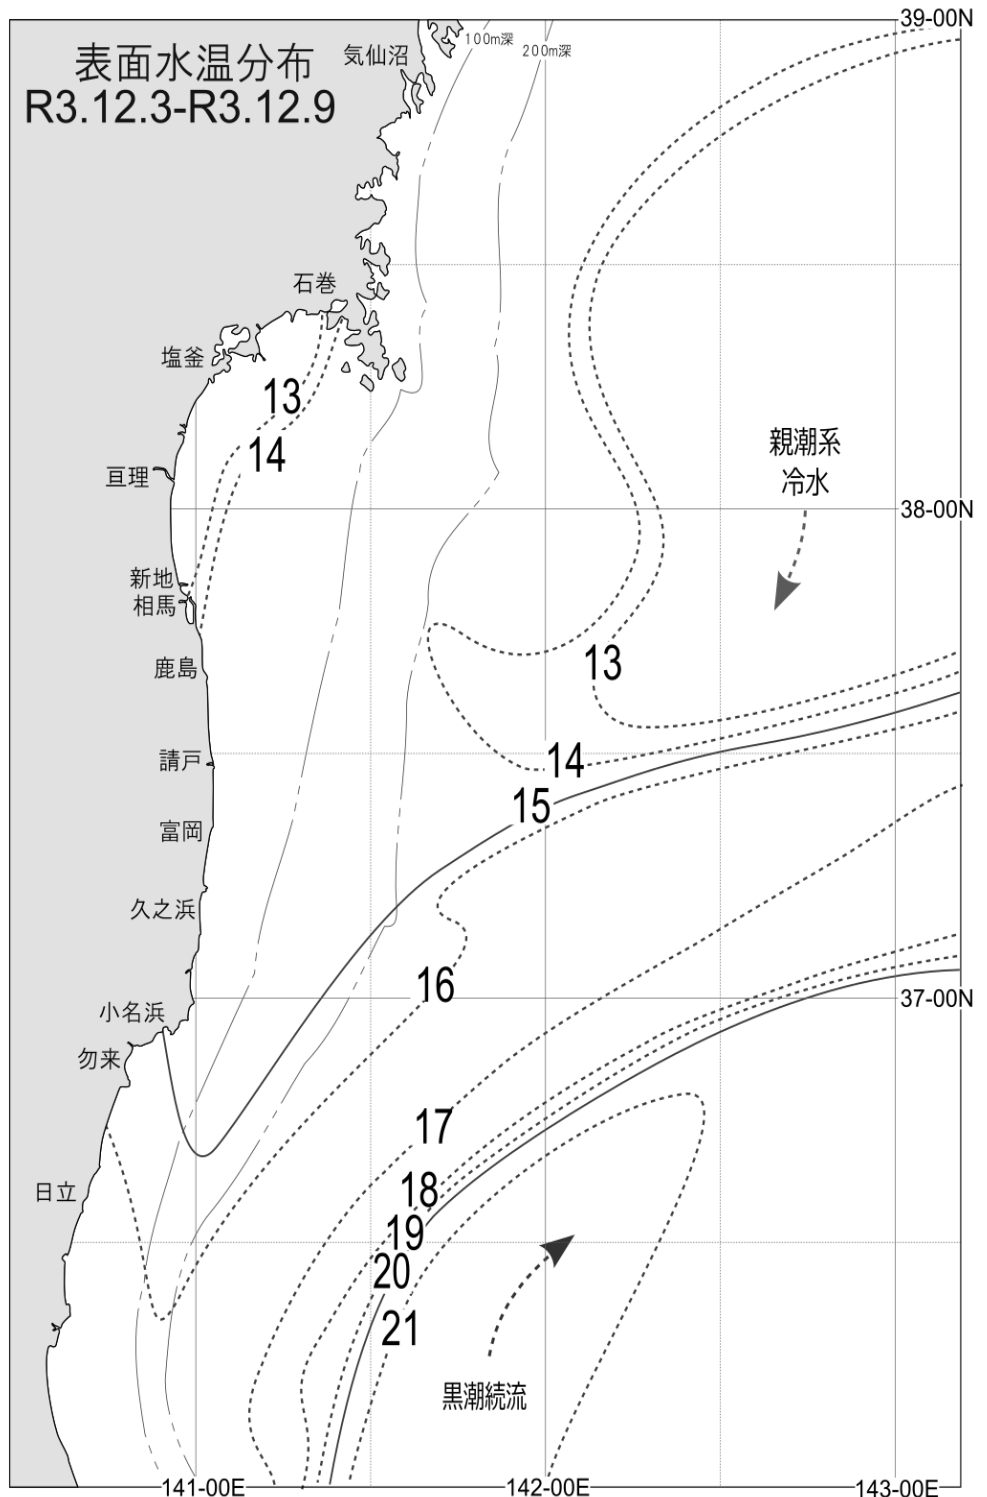 39-00N
100m深
200m深
表面水温分布
気仙沼
R3.12.3-R3.12.9
石巻
塩釜
13
親潮系
冷水
14
亘理
38-00N
新地
相馬
鹿島
13
請戸
14
15
富岡
久之浜
16
37-00N
小名浜
勿来
17
18
日立
19
20
21
黒潮続流
141-00E
142-00E
143-00E